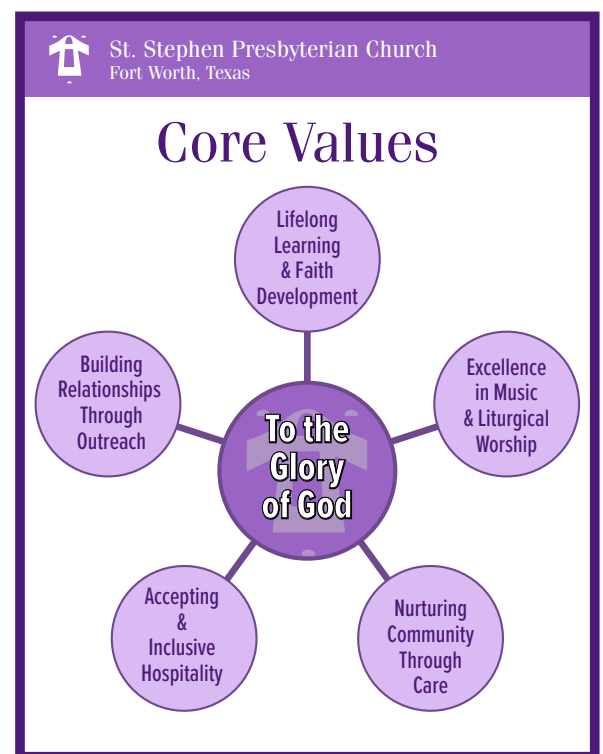 St. Stephen Presbyterian Church
Fort Worth, Texas
Core Values
Lifelong
Learning
& Faith
Development
Building
Relationships
Through
Outreach
Excellence
in Music
& Liturgical
Worship
To the
Glory
of God
Accepting
&
Inclusive
Hospitality
Nurturing
Community
Through
Care